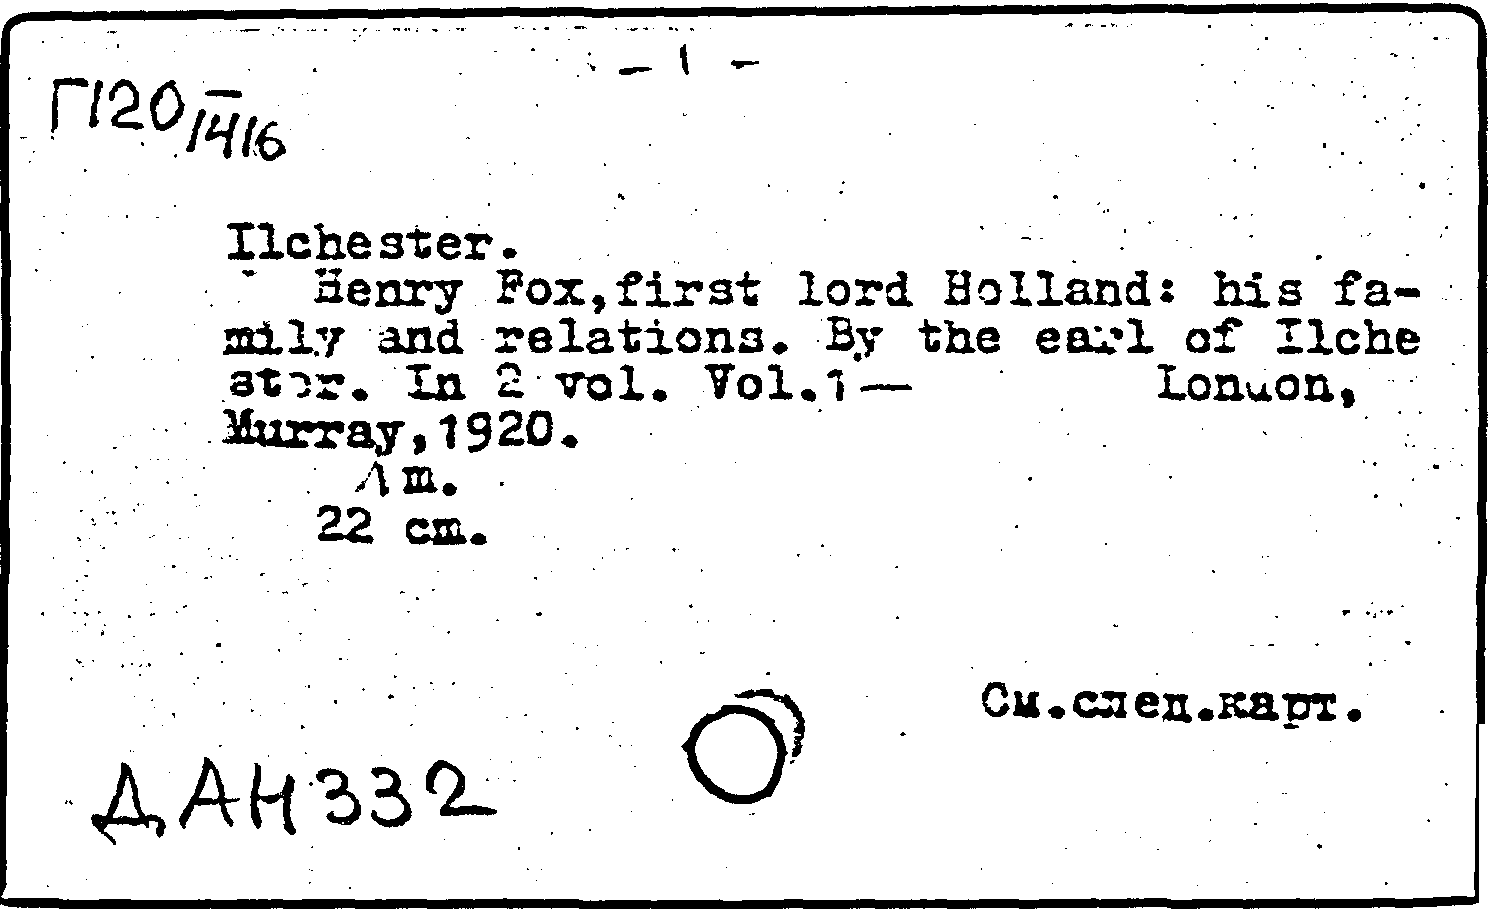 - 1 -
Г120/1416
Ilchester.
Henry Fox,first lord Holland: his fa-
mily and relations. By the earl of Ilche
ster. In 2 vol. Vol.1— London,
Murray,1920.
m.
22 cm.
См.след.карт.
ДАН332